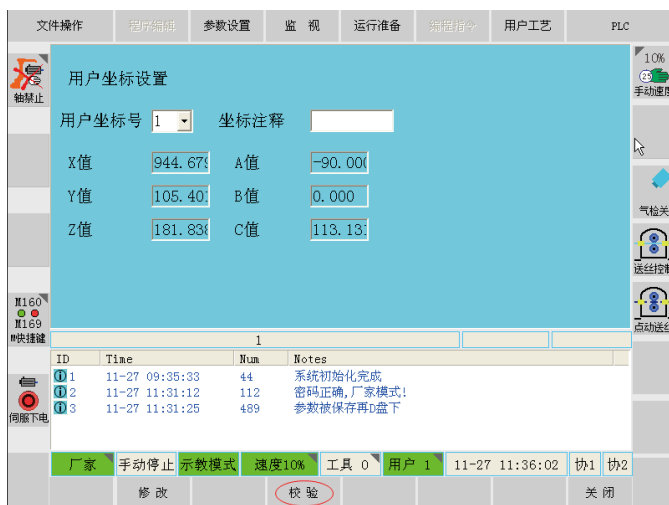 文件操作 程序编辑 参数设置 监 视 运行准备 编程指令 用户工艺 PLC
轴禁止
M160
M169
M快捷键
伺服下电
用户坐标设置
用户坐标号 1 坐标注释
X值 944.679 A值 -90.000
Y值 105.401 B值 0.000
Z值 181.838 C值 113.131
1
ID Time Num Notes
1 11-27 09:35:33 44 系统初始化完成
2 11-27 11:31:12 112 密码正确,厂家模式!
3 11-27 11:31:25 489 参数被保存再D盘下
10%
25
手动速度
气检关
送丝控制
点动送丝
厂家 手动停止 示教模式 速度10% 工具 0 用户 1 11-27 11:36:02 协1 协2
修 改 校 验 关 闭